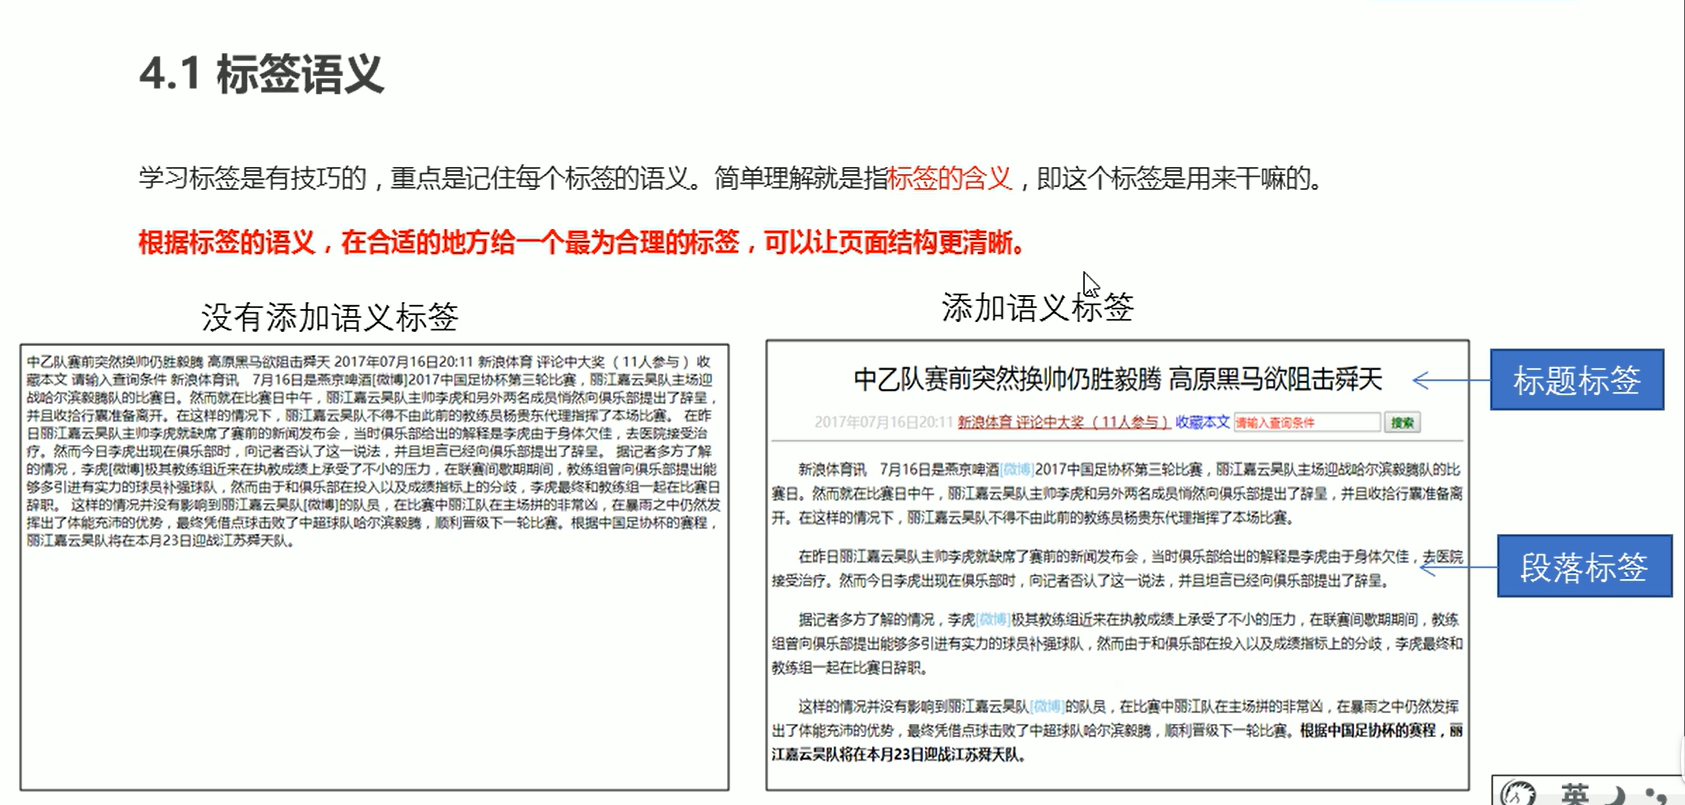 4.1 标签语义
学习标签是有技巧的，重点是记住每个标签的语义。简单理解就是指标签的含义，即这个标签是用来干嘛的。
根据标签的语义，在合适的地方给一个最为合理的标签，可以让页面结构更清晰。
没有添加语义标签
中乙队赛前突然换帅仍胜毅腾 高原黑马欲阻击舜天 2017年07月16日20:11 新浪体育 评论中大奖（11人参与）收
藏本文 请输入查询条件 新浪体育讯　7月16日是燕京啤酒[微博]2017中国足协杯第三轮比赛，丽江嘉云昊队主场迎
战哈尔滨毅腾队的比赛日。然而就在比赛日中午，丽江嘉云昊队主帅李虎和另外两名成员悄然向俱乐部提出了辞呈，
并且收拾行囊准备离开。在这样的情况下，丽江嘉云昊队不得不由此前的教练员杨贵东代理指挥了本场比赛。 在昨
日丽江嘉云昊队主帅李虎就缺席了赛前的新闻发布会，当时俱乐部给出的解释是李虎由于身体欠佳，去医院接受治
疗。然而今日李虎出现在俱乐部时，向记者否认了这一说法，并且坦言已经向俱乐部提出了辞呈。 据记者多方了解
的情况，李虎[微博]极其教练组近来在执教成绩上承受了不小的压力，在联赛间歇期期间，教练组曾向俱乐部提出能
够多引进有实力的球员补强球队，然而由于和俱乐部在投入以及成绩指标上的分歧，李虎最终和教练组一起在比赛日
辞职。 这样的情况并没有影响到丽江嘉云昊队[微博]的队员，在比赛中丽江队在主场拼的非常凶，在暴雨之中仍然发
挥出了体能充沛的优势，最终凭借点球击败了中超球队哈尔滨毅腾，顺利晋级下一轮比赛。根据中国足协杯的赛程，
丽江嘉云昊队将在本月23日迎战江苏舜天队。
添加语义标签
中乙队赛前突然换帅仍胜毅腾 高原黑马欲阻击舜天
2017年07月16日20:11 新浪体育 评论中大奖（11人参与） 收藏本文 请输入查询条件 搜索
新浪体育讯　7月16日是燕京啤酒[微博]2017中国足协杯第三轮比赛，丽江嘉云昊队主场迎战哈尔滨毅腾队的比
赛日。然而就在比赛日中午，丽江嘉云昊队主帅李虎和另外两名成员悄然向俱乐部提出了辞呈，并且收拾行囊准备离
开。在这样的情况下，丽江嘉云昊队不得不由此前的教练员杨贵东代理指挥了本场比赛。
在昨日丽江嘉云昊队主帅李虎就缺席了赛前的新闻发布会，当时俱乐部给出的解释是李虎由于身体欠佳，去医院
接受治疗。然而今日李虎出现在俱乐部时，向记者否认了这一说法，并且坦言已经向俱乐部提出了辞呈。
据记者多方了解的情况，李虎[微博]极其教练组近来在执教成绩上承受了不小的压力，在联赛间歇期期间，教练
组曾向俱乐部提出能够多引进有实力的球员补强球队，然而由于和俱乐部在投入以及成绩指标上的分歧，李虎最终和
教练组一起在比赛日辞职。
这样的情况并没有影响到丽江嘉云昊队[微博]的队员，在比赛中丽江队在主场拼的非常凶，在暴雨之中仍然发挥
出了体能充沛的优势，最终凭借点球击败了中超球队哈尔滨毅腾，顺利晋级下一轮比赛。根据中国足协杯的赛程，丽
江嘉云昊队将在本月23日迎战江苏舜天队。
标题标签
段落标签
英